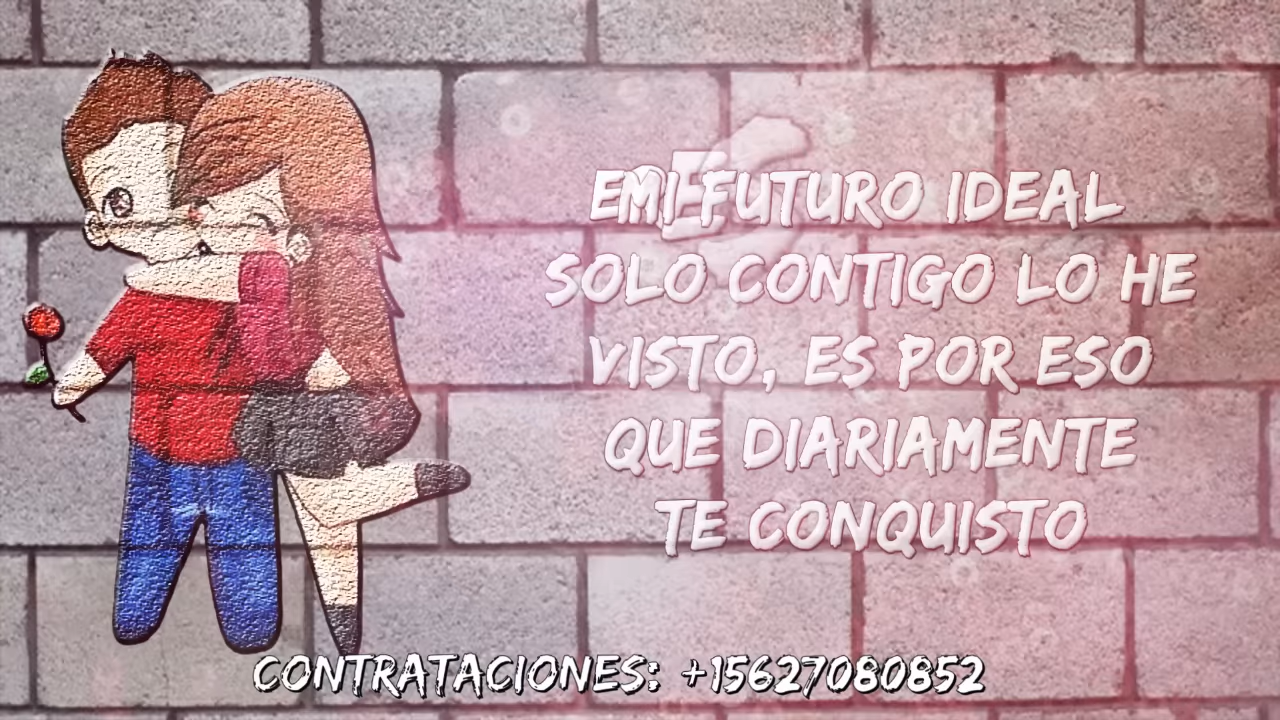 EMI FUTURO IDEAL
SOLO CONTIGO LO HE
VISTO, ES POR ESO
QUE DIARIAMENTE
TE CONQUISTO
CONTRATACIONES: +15627080852